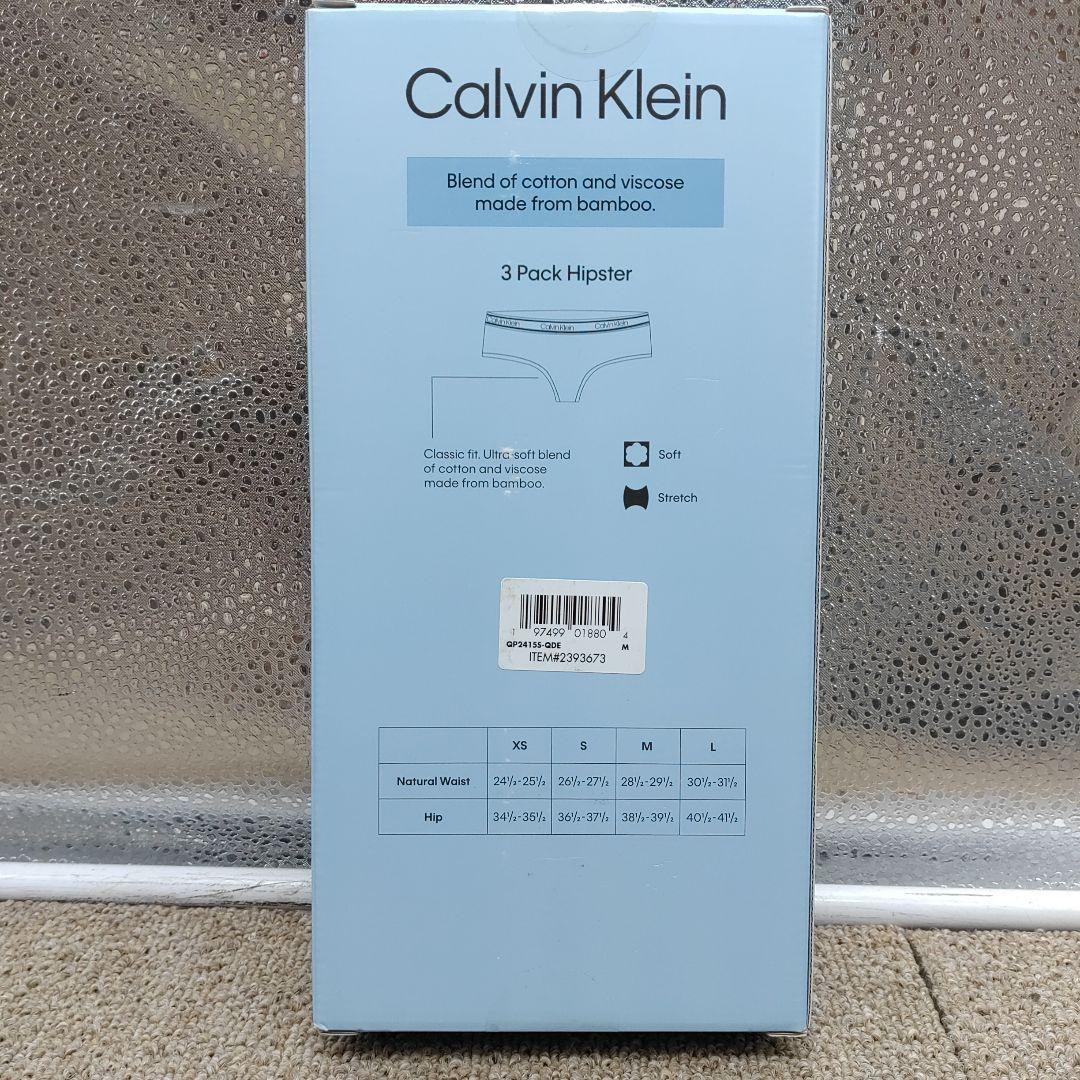 Calvin Klein
Blend of cotton and viscose
made from bamboo.
3 Pack Hipster
Calvin Klein Calvin Klein Calvin Klein
Classic fit. Ultra-soft blend
of cotton and viscose
made from bamboo.
Soft
Stretch
1 97499 01880 4
QP2415S-QDE M
ITEM#2393673
XS S M L
Natural Waist 24½-25½ 26½-27½ 28½-29½ 30½-31½
Hip 34½-35½ 36½-37½ 38½-39½ 40½-41½